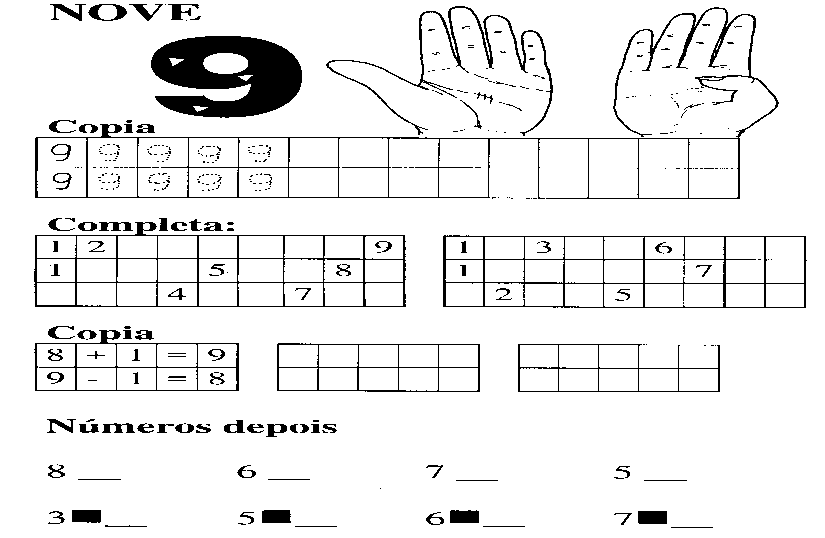 NOVE
9
Copia
9 9 9 9 9
9 9 9 9 9
Completa:
1 2 9 1 3 6
1 5 8 1 7
4 7 2 5
Copia
8 + 1 = 9
9 - 1 = 8
Números depois
8 ___ 6 ___ 7 ___ 5 ___
3 ___ 5 ___ 6 ___ 7 ___